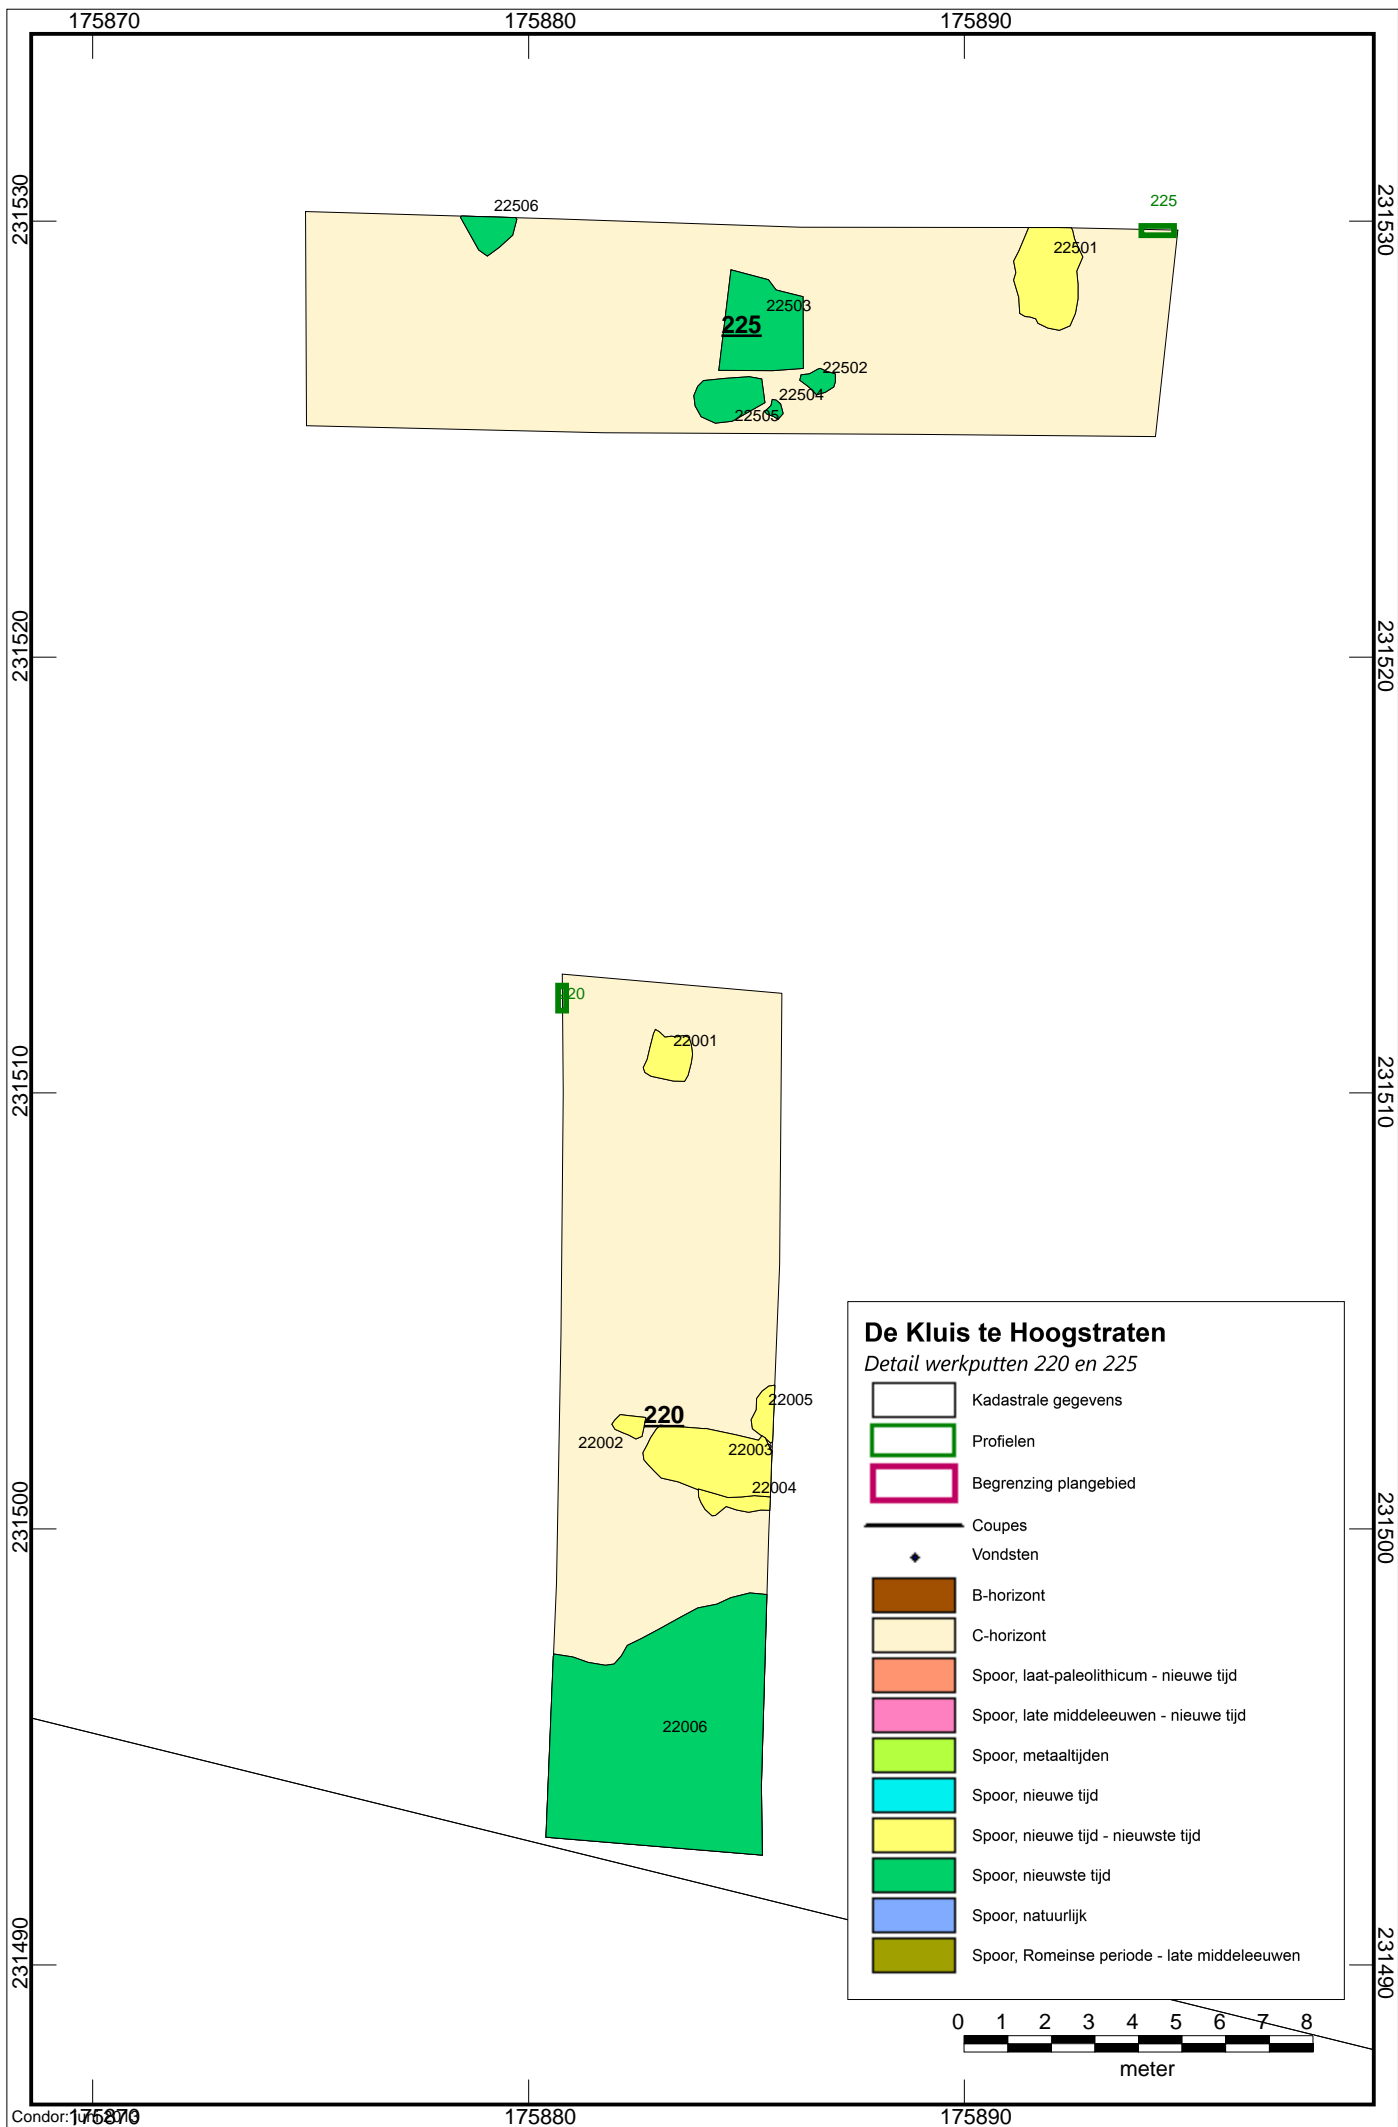 175870 175880 175890
231530 231530
225
22506
22501
22503
225
22502
22504
22505
231520 231520
20
22001
231510 231510
22005
220
22002
22003
22004
231500 231500
22006
De Kluis te Hoogstraten
Detail werkputten 220 en 225
Kadastrale gegevens
Profielen
Begrenzing plangebied
Coupes
Vondsten
B-horizont
C-horizont
Spoor, laat-paleolithicum - nieuwe tijd
Spoor, late middeleeuwen - nieuwe tijd
Spoor, metaaltijden
Spoor, nieuwe tijd
Spoor, nieuwe tijd - nieuwste tijd
Spoor, nieuwste tijd
Spoor, natuurlijk
Spoor, Romeinse periode - late middeleeuwen
231490 231490
0 1 2 3 4 5 6 7 8
meter
Condor: 175870 175880 175890